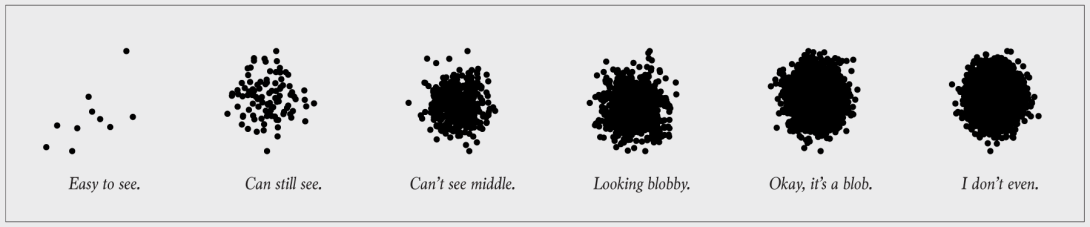 Easy to see.
Can still see.
Can't see middle.
Looking blobby.
Okay, it's a blob.
I don't even.